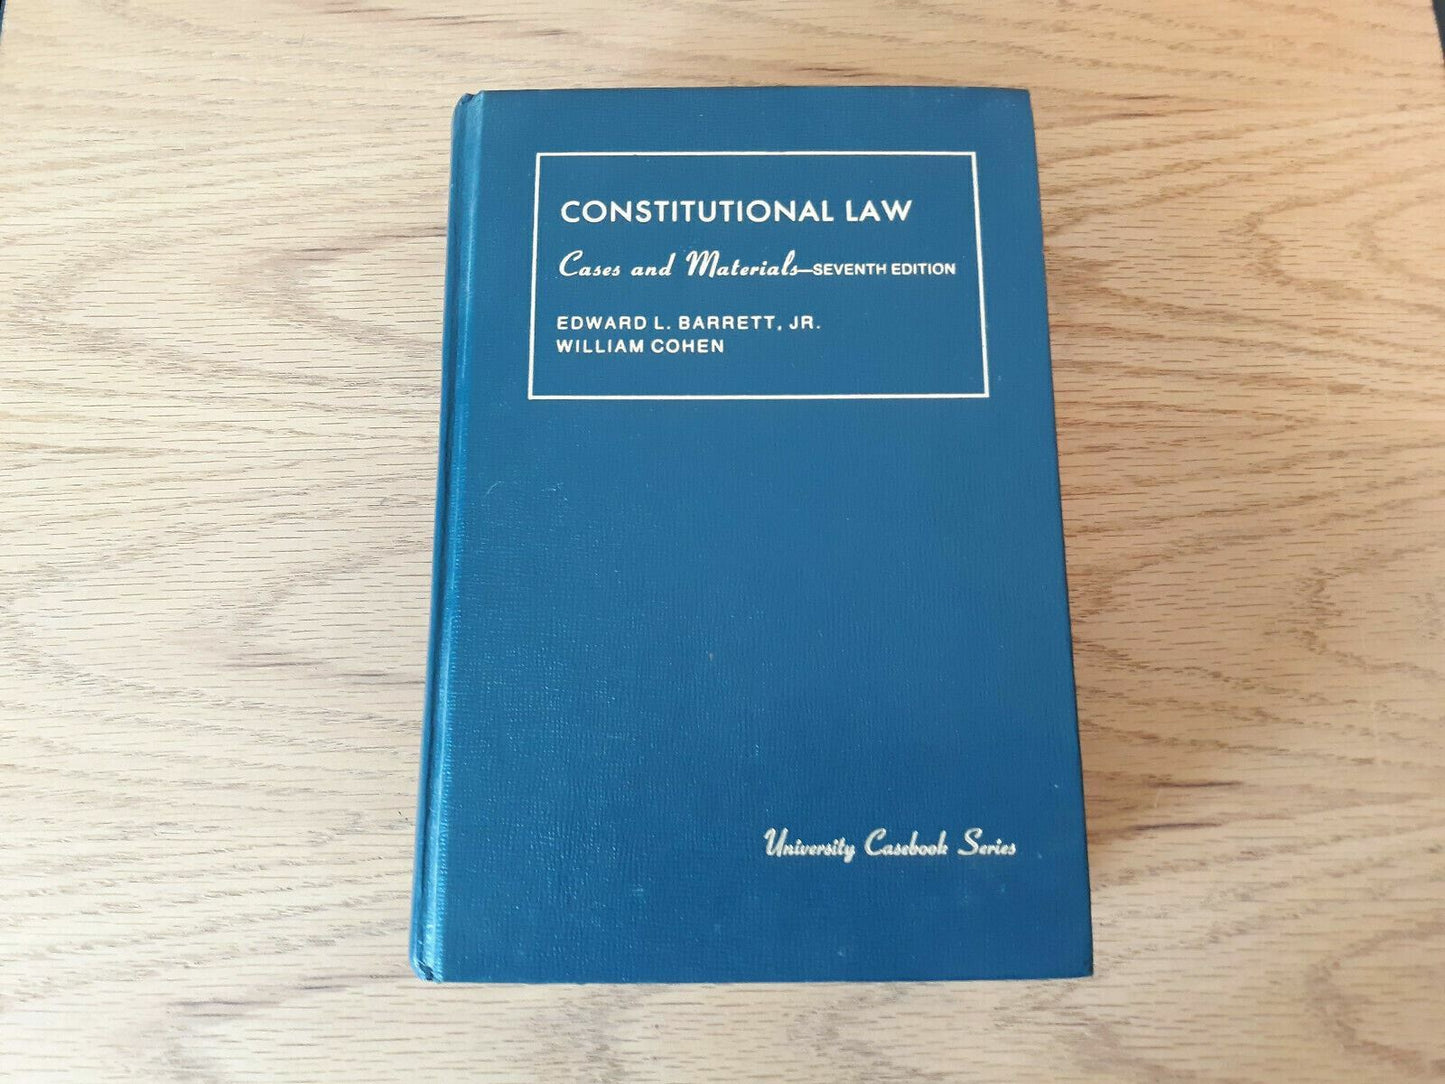 CONSTITUTIONAL LAW
Cases and Materials—SEVENTH EDITION
EDWARD L. BARRETT, JR.
WILLIAM COHEN
University Casebook Series